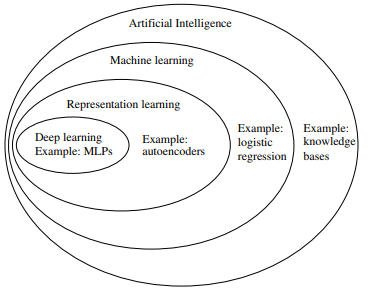 Artificial Intelligence
Machine learning
Representation learning
Deep learning
Example: MLPs
Example:
autoencoders
Example:
logistic
regression
Example:
knowledge
bases